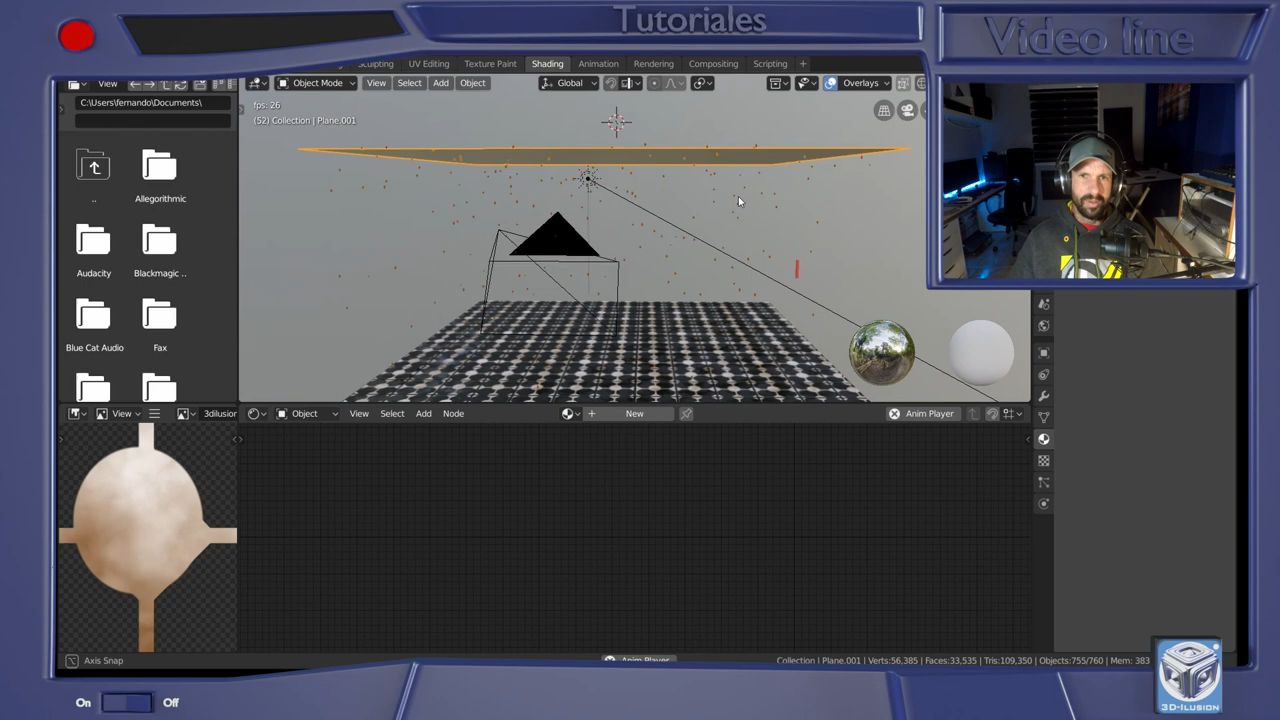 Tutoriales
Video line
Sculpting UV Editing Texture Paint Shading Animation Rendering Compositing Scripting +
View Object Mode View Select Add Object Global Overlays
C:\Users\fernando\Documents\
fps: 26
(52) Collection | Plane.001
..
Allegorithmic
Audacity
Blackmagic ..
Blue Cat Audio
Fax
View 3dilusion Object View Select Add Node New Anim Player
Axis Snap
Anim Player
Collection | Plane.001 | Verts:56,385 | Faces:33,535 | Tris:109,350 | Objects:755/760 | Mem: 383
On
Off
3D-ILUSION